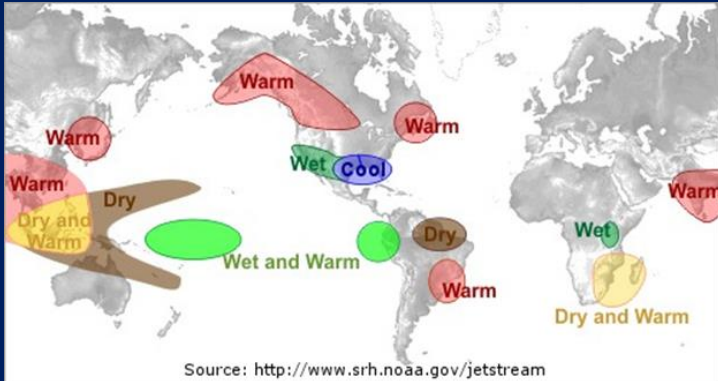 Warm
Warm
Warm
Wet
Cool
Warm
Warm
Dry
Dry and
Warm
Wet
Dry
Wet and Warm
Warm
Dry and Warm
Source: http://www.srh.noaa.gov/jetstream